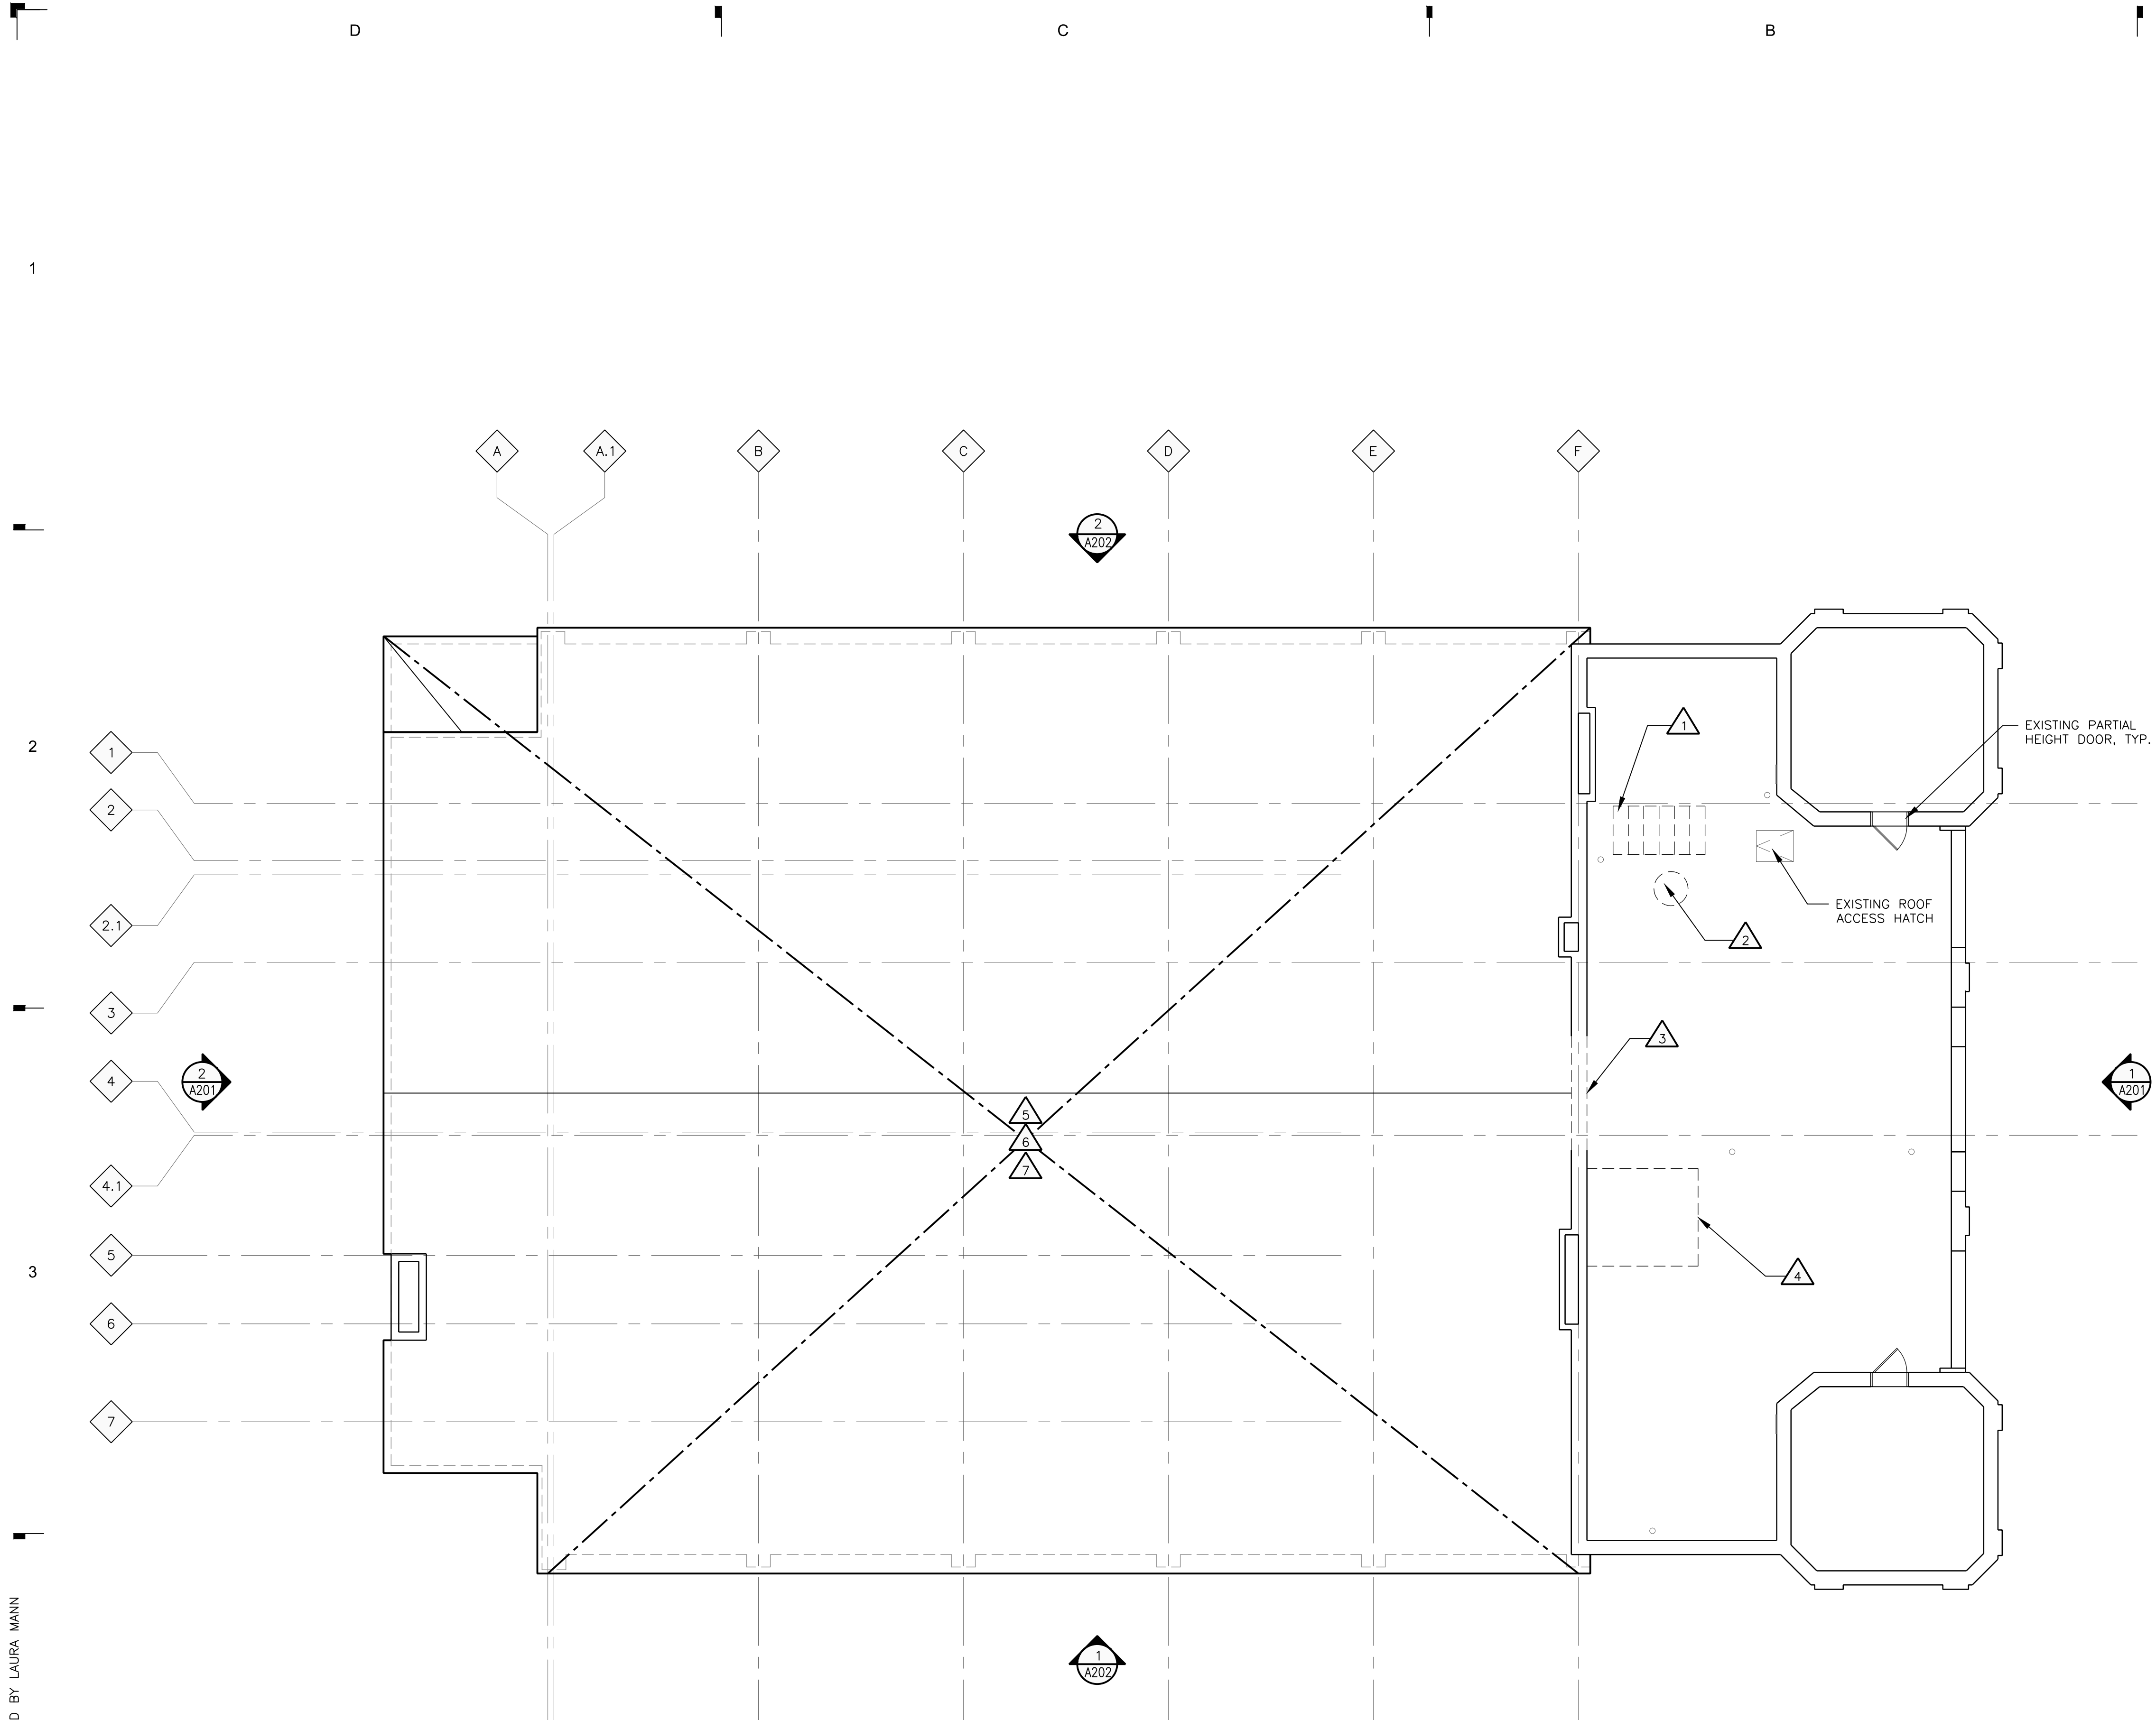 D
C
B
1
A
A.1
B
C
D
E
F
2
A202
2
1
1
EXISTING PARTIAL
HEIGHT DOOR, TYP.
2
EXISTING ROOF
ACCESS HATCH
2.1
2
3
3
4
2
A201
1
A201
5
6
7
4.1
5
4
3
6
7
1
A202
D BY LAURA MANN